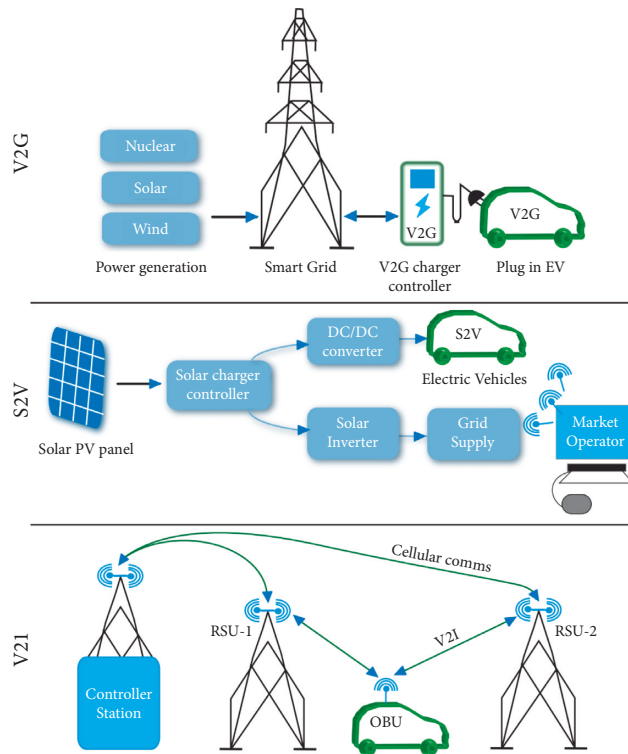 V2G
Nuclear
Solar
Wind
Power generation
Smart Grid
V2G
V2G charger
controller
V2G
Plug in EV
S2V
Solar PV panel
Solar charger
controller
DC/DC
converter
S2V
Electric Vehicles
Solar
Inverter
Grid
Supply
Market
Operator
V21
Cellular comms
RSU-1
V2I
RSU-2
Controller
Station
OBU